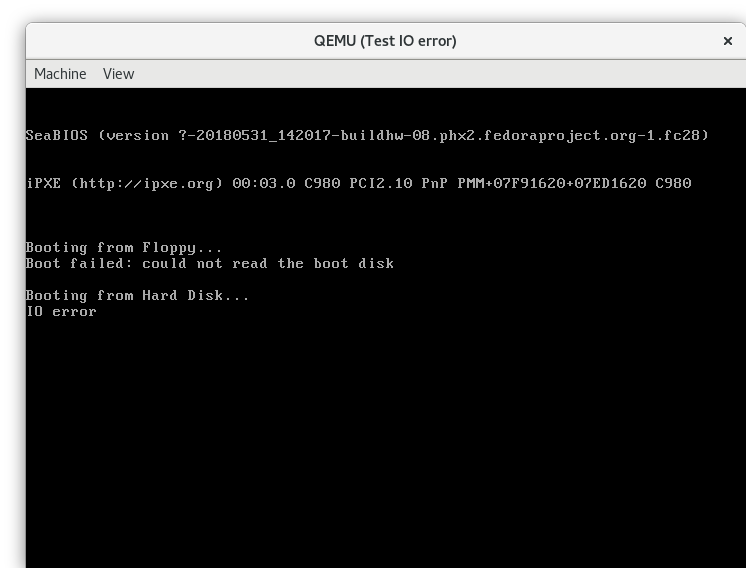 QEMU (Test IO error)
Machine View
SeaBIOS (version ?-20180531_142017-buildhw-08.phx2.fedoraproject.org-1.fc28)
iPXE (http://ipxe.org) 00:03.0 C980 PCI2.10 PnP PMM+07F91620+07ED1620 C980
Booting from Floppy...
Boot failed: could not read the boot disk
Booting from Hard Disk...
IO error